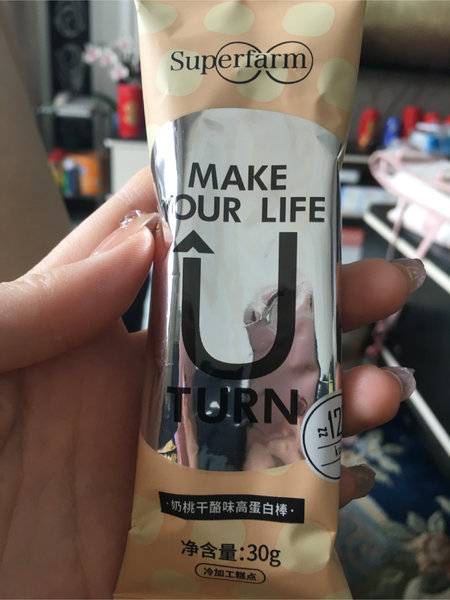 Superfarm
MAKE
YOUR LIFE
U
TURN
·奶桃干酪味高蛋白棒·
净含量:30g
冷加工糕点